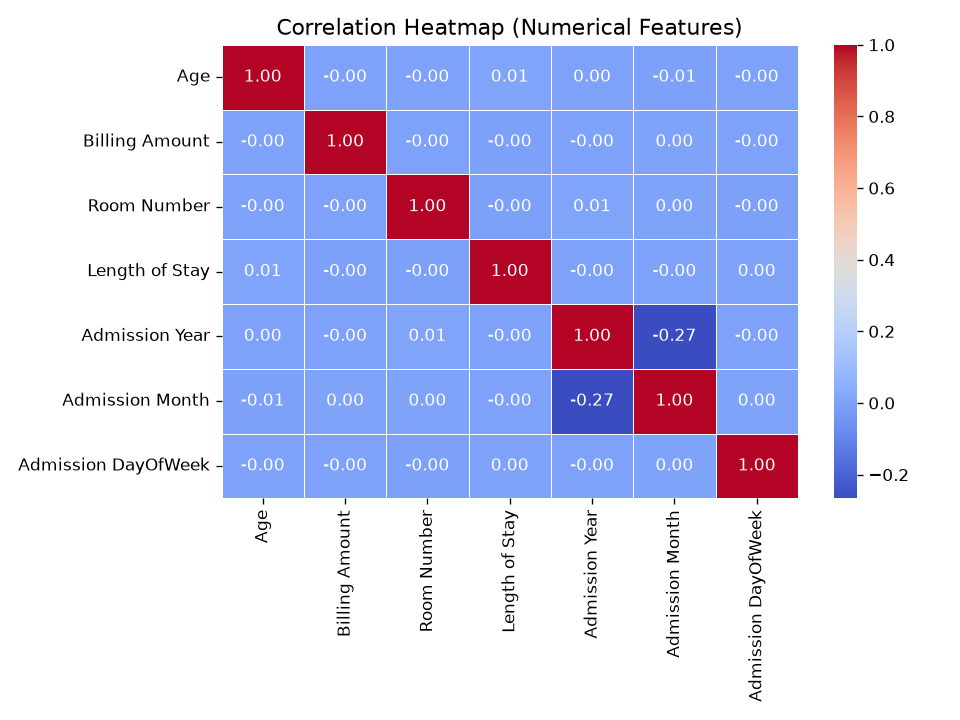 Correlation Heatmap (Numerical Features)
Age 1.00 -0.00 -0.00 0.01 0.00 -0.01 -0.00
Billing Amount -0.00 1.00 -0.00 -0.00 -0.00 0.00 -0.00
Room Number -0.00 -0.00 1.00 -0.00 0.01 0.00 -0.00
Length of Stay 0.01 -0.00 -0.00 1.00 -0.00 -0.00 0.00
Admission Year 0.00 -0.00 0.01 -0.00 1.00 -0.27 -0.00
Admission Month -0.01 0.00 0.00 -0.00 -0.27 1.00 0.00
Admission DayOfWeek -0.00 -0.00 -0.00 0.00 -0.00 0.00 1.00
Age
Billing Amount
Room Number
Length of Stay
Admission Year
Admission Month
Admission DayOfWeek
1.0
0.8
0.6
0.4
0.2
0.0
−0.2